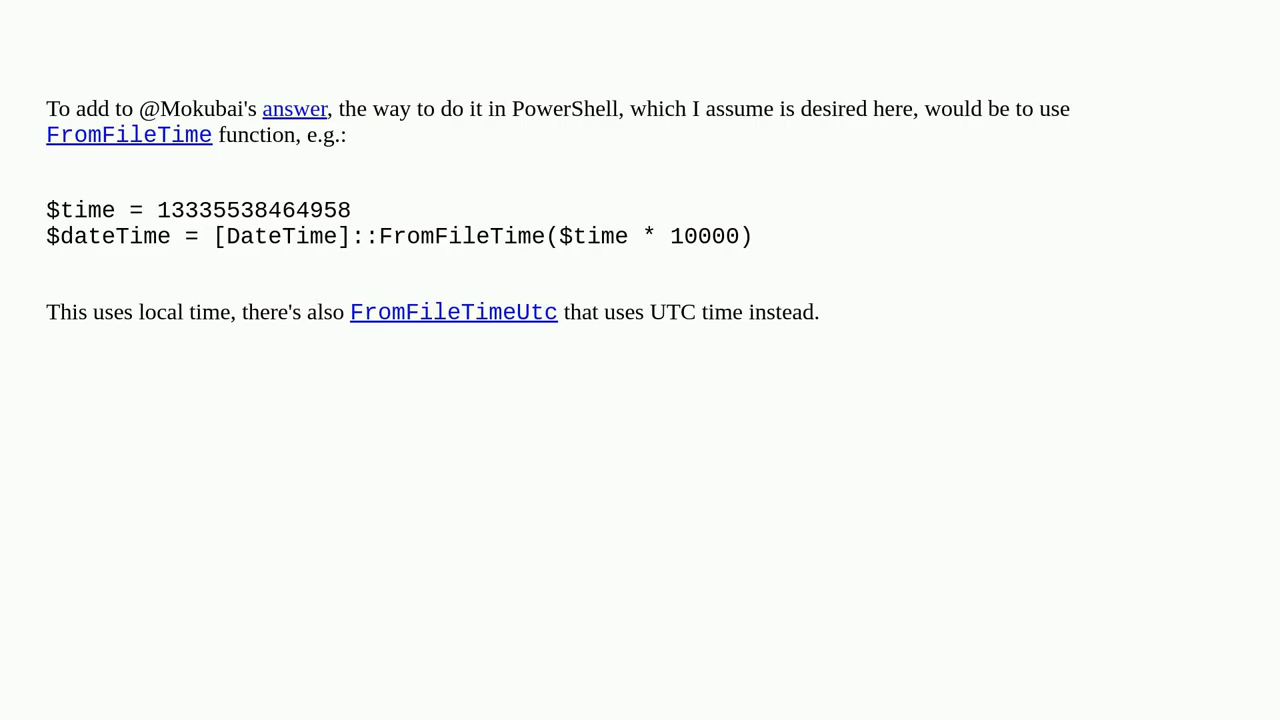 To add to @Mokubai's answer, the way to do it in PowerShell, which I assume is desired here, would be to use
FromFileTime function, e.g.:
$time = 13335538464958
$dateTime = [DateTime]::FromFileTime($time * 10000)
This uses local time, there's also FromFileTimeUtc that uses UTC time instead.